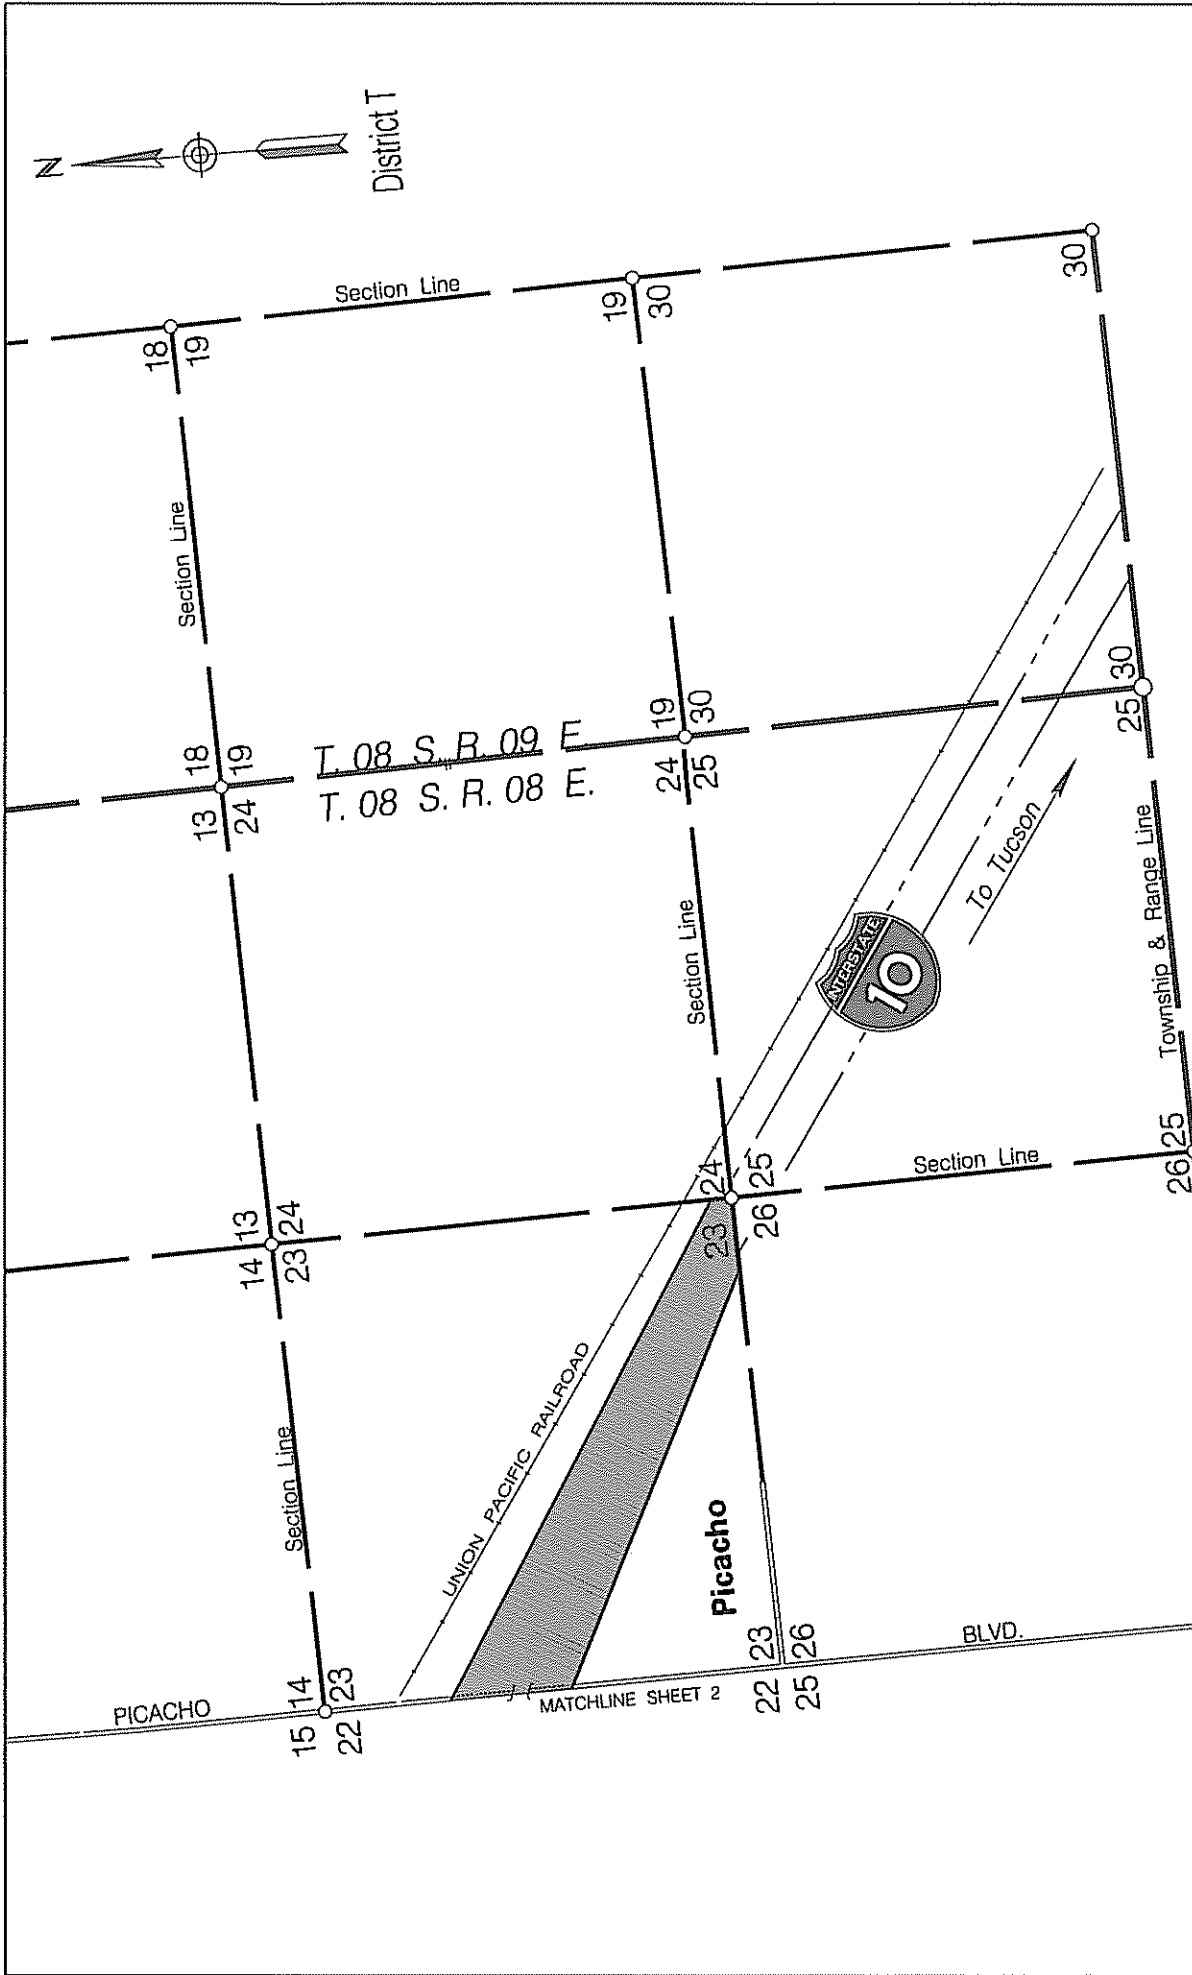 N
District T
18
19
Section Line
19
30
30
Section Line
18
19
13
24
T. 08 S. R. 09 E.
T. 08 S. R. 08 E.
19
30
24
25
30
25
Section Line
INTERSTATE
10
To Tucson
Township & Range Line
13
24
14
23
24
25
23
26
Section Line
25
26
UNION PACIFIC RAILROAD
Section Line
Picacho
14
23
15
22
PICACHO
MATCHLINE SHEET 2
23
26
22
25
BLVD.